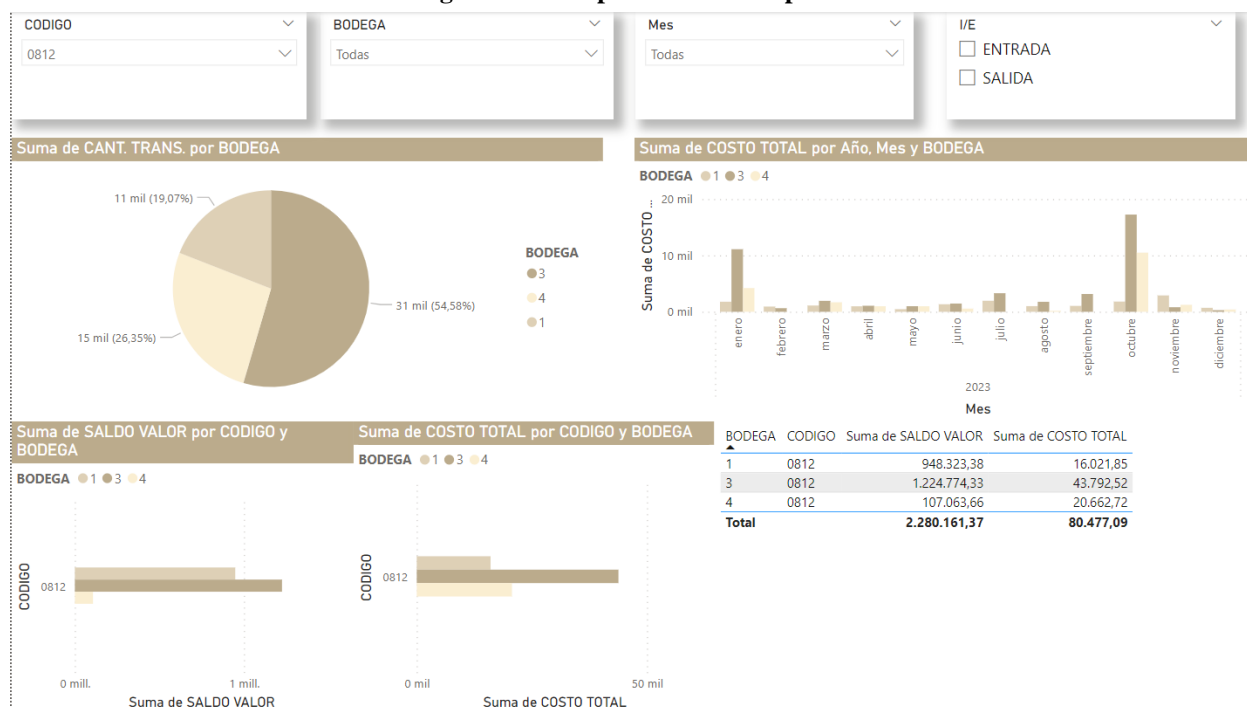 CODIGO
0812
BODEGA
Todas
Mes
Todas
I/E
ENTRADA
SALIDA
Suma de CANT. TRANS. por BODEGA
11 mil (19,07%)
15 mil (26,35%)
31 mil (54,58%)
BODEGA
3
4
1
Suma de COSTO TOTAL por Año, Mes y BODEGA
BODEGA 1 3 4
Suma de COSTO ...
20 mil
10 mil
0 mil
enero
febrero
marzo
abril
mayo
junio
julio
agosto
septiembre
octubre
noviembre
diciembre
2023
Mes
Suma de SALDO VALOR por CODIGO y
BODEGA
BODEGA 1 3 4
CODIGO
0812
0 mill.
1 mill.
Suma de SALDO VALOR
Suma de COSTO TOTAL por CODIGO y BODEGA
BODEGA 1 3 4
CODIGO
0812
0 mil
50 mil
Suma de COSTO TOTAL
BODEGA CODIGO Suma de SALDO VALOR Suma de COSTO TOTAL
1 0812 948.323,38 16.021,85
3 0812 1.224.774,33 43.792,52
4 0812 107.063,66 20.662,72
Total 2.280.161,37 80.477,09